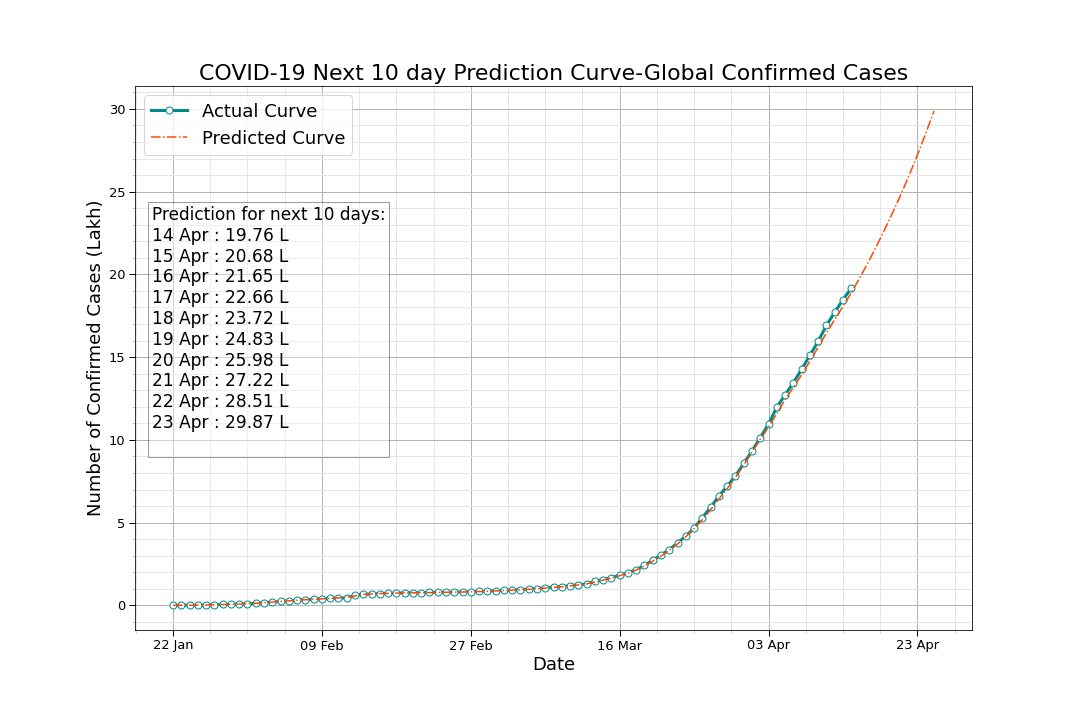 COVID-19 Next 10 day Prediction Curve-Global Confirmed Cases
Actual Curve
Predicted Curve
Prediction for next 10 days:
14 Apr : 19.76 L
15 Apr : 20.68 L
16 Apr : 21.65 L
17 Apr : 22.66 L
18 Apr : 23.72 L
19 Apr : 24.83 L
20 Apr : 25.98 L
21 Apr : 27.22 L
22 Apr : 28.51 L
23 Apr : 29.87 L
Number of Confirmed Cases (Lakh)
30
25
20
15
10
5
0
22 Jan
09 Feb
27 Feb
16 Mar
03 Apr
23 Apr
Date